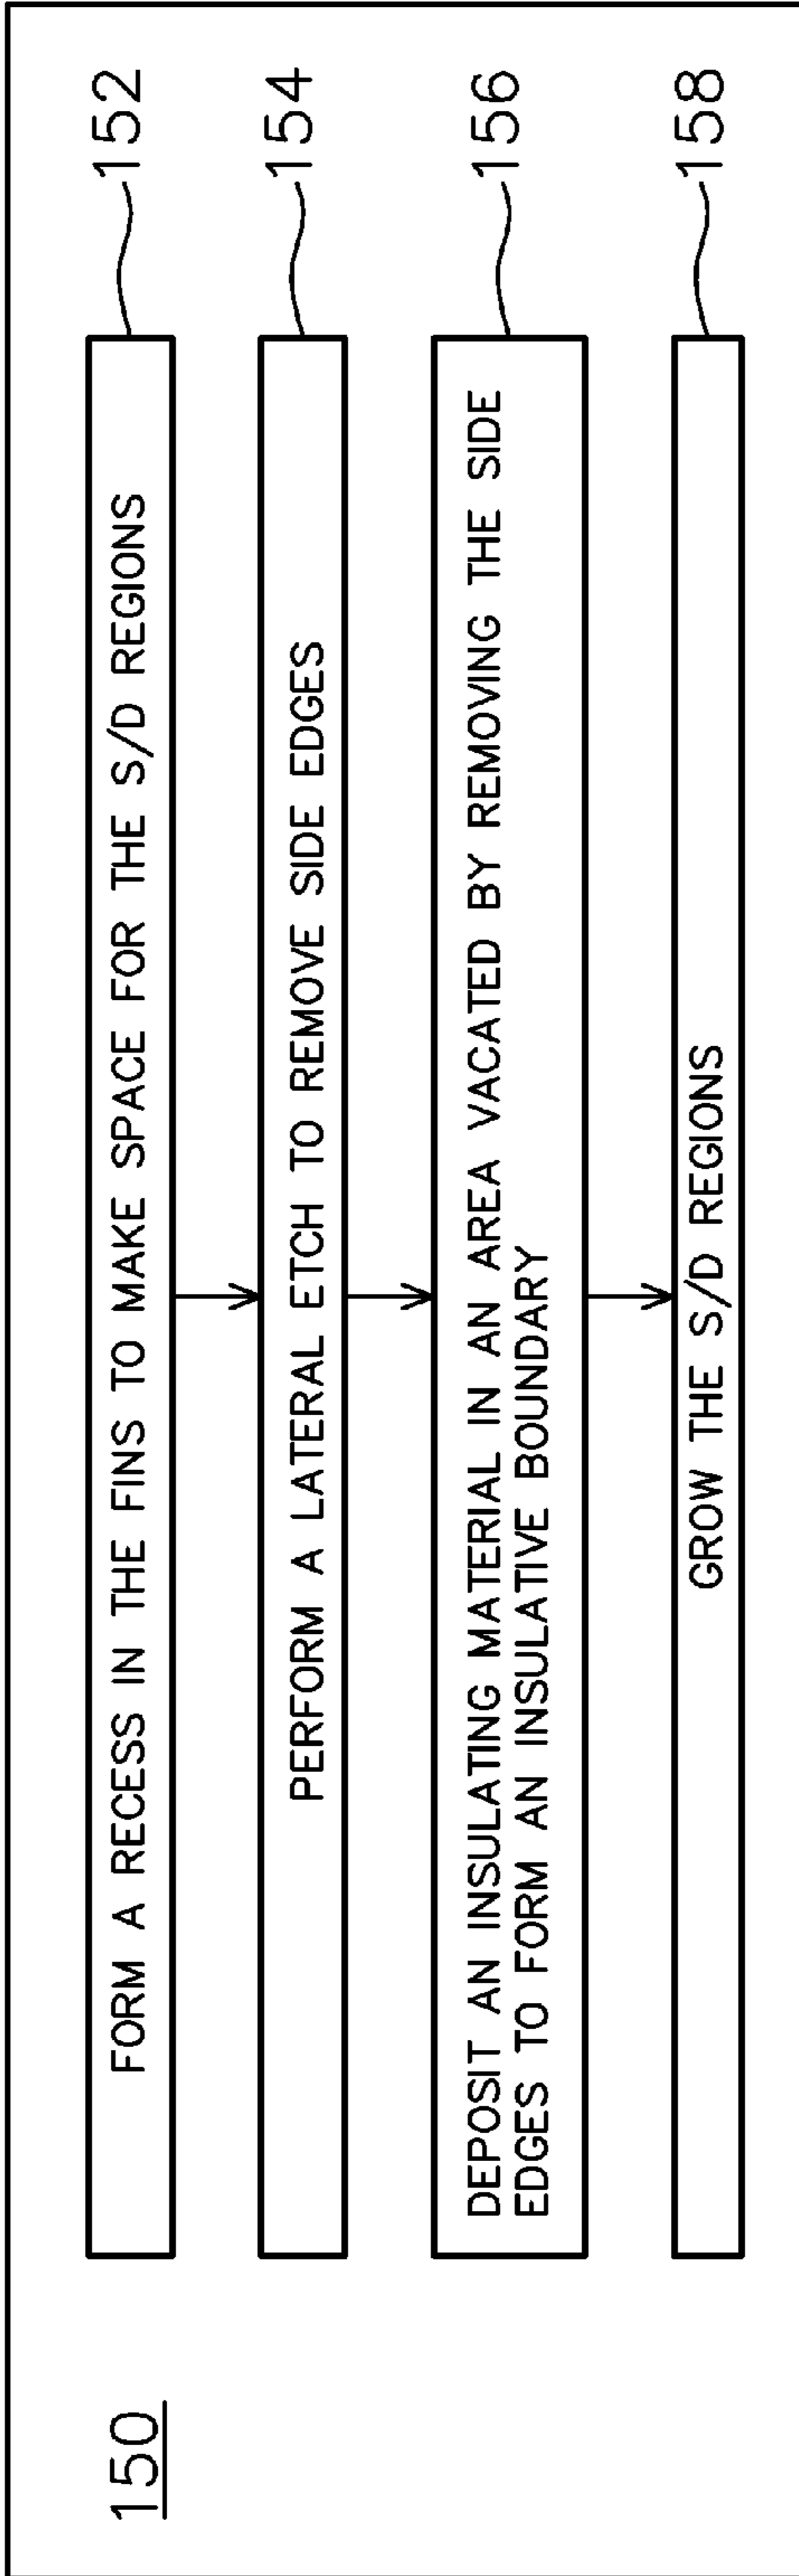 150
FORM A RECESS IN THE FINS TO MAKE SPACE FOR THE S/D REGIONS
152
PERFORM A LATERAL ETCH TO REMOVE SIDE EDGES
154
DEPOSIT AN INSULATING MATERIAL IN AN AREA VACATED BY REMOVING THE SIDE
EDGES TO FORM AN INSULATIVE BOUNDARY
156
GROW THE S/D REGIONS
158